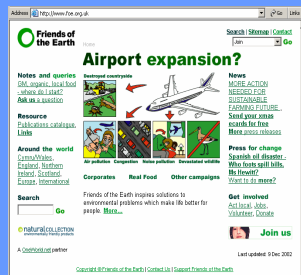 Address http://www.foe.org.uk Go Links
Friends of
the Earth
Home
Search | Sitemap | Contact
Join Go
Airport expansion?
Notes and queries
GM, organic, local food
- where do I start?
Ask us a question
Resource
Publications catalogue,
Links
Around the world
Cymru/Wales,
England, Northern
Ireland, Scotland,
Europe, International
Search
Go
naturalCOLLECTION
environmentally friendly products
A OneWorld.net partner
Destroyed countryside
Air pollution Congestion Noise pollution Devastated wildlife
Corporates Real Food Other campaigns
Friends of the Earth inspires solutions to
environmental problems which make life better for
people. More...
News
MORE ACTION
NEEDED FOR
SUSTAINABLE
FARMING FUTURE
Send your xmas
ecards for free
More press releases
Press for change
Spanish oil disaster -
Who foots spill bills,
Ms Hewitt?
Want to do more?
Get involved
Act local, Jobs,
Volunteer, Donate
Join us
Last updated: 9 Dec 2002
Copyright © Friends of the Earth | Contact Us | Support Friends of the Earth